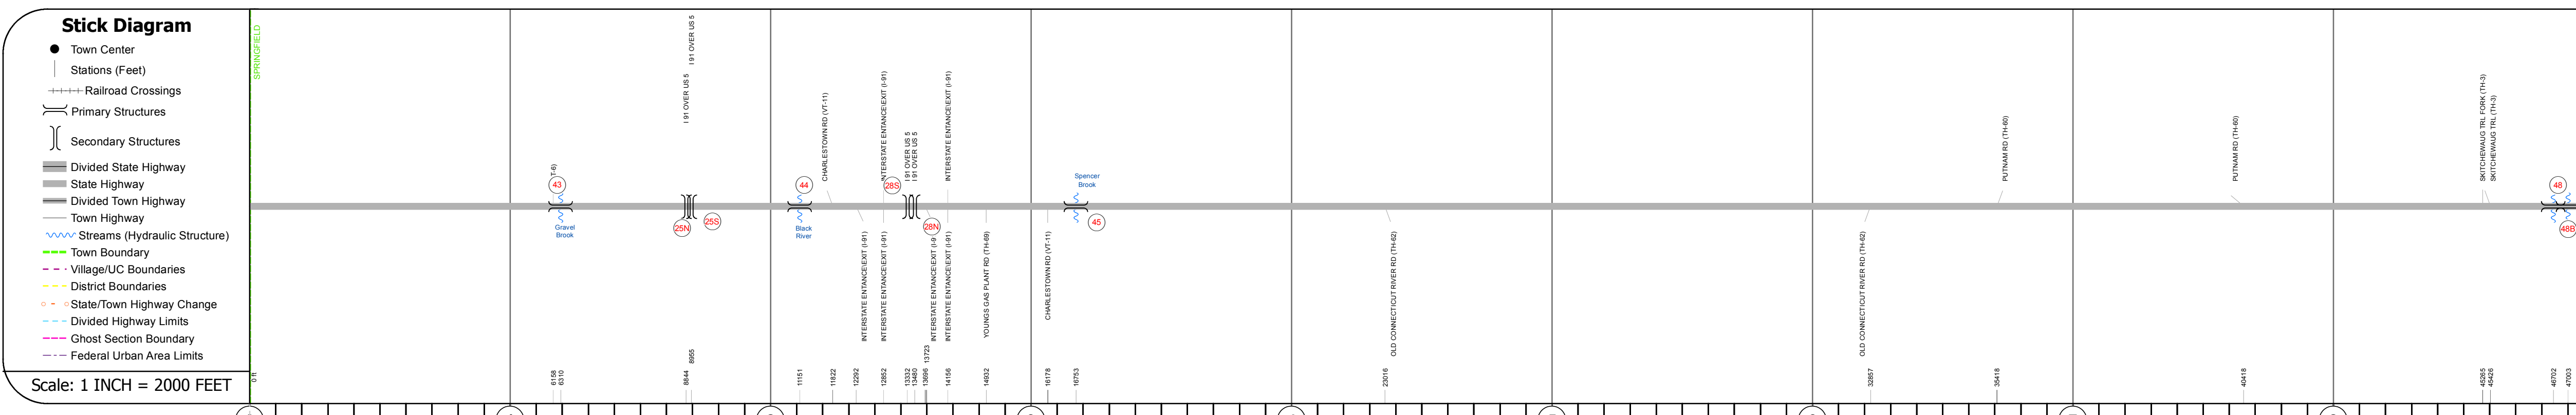 Stick Diagram
Town Center
Stations (Feet)
Railroad Crossings
Primary Structures
Secondary Structures
Divided State Highway
State Highway
Divided Town Highway
Town Highway
Streams (Hydraulic Structure)
Town Boundary
Village/UC Boundaries
District Boundaries
State/Town Highway Change
Divided Highway Limits
Ghost Section Boundary
Federal Urban Area Limits
Scale: 1 INCH = 2000 FEET
SPRINGFIELD
T-6)
43
Gravel
Brook
I 91 OVER US 5
I 91 OVER US 5
25N
25S
44
Black
River
CHARLESTOWN RD (VT-11)
INTERSTATE ENTANCE\EXIT (I-91)
INTERSTATE ENTANCE\EXIT (I-91)
INTERSTATE ENTANCE\EXIT (I-91)
28S
I 91 OVER US 5
I 91 OVER US 5
28N
INTERSTATE ENTANCE\EXIT (I-9
INTERSTATE ENTANCE\EXIT (I-91)
INTERSTATE ENTANCE\EXIT (I-91)
YOUNGS GAS PLANT RD (TH-69)
CHARLESTOWN RD (VT-11)
Spencer
Brook
45
OLD CONNECTICUT RIVER RD (TH-62)
OLD CONNECTICUT RIVER RD (TH-62)
PUTNAM RD (TH-60)
PUTNAM RD (TH-60)
SKITCHEWAUG TRL FORK (TH-3)
SKITCHEWAUG TRL (TH-3)
48
48B
0 ft
6158
6310
8844
8955
11151
11822
12292
12852
13332
13480
13696
13723
14156
14932
16178
16753
23016
32857
35418
40418
45265
45426
46702
47003